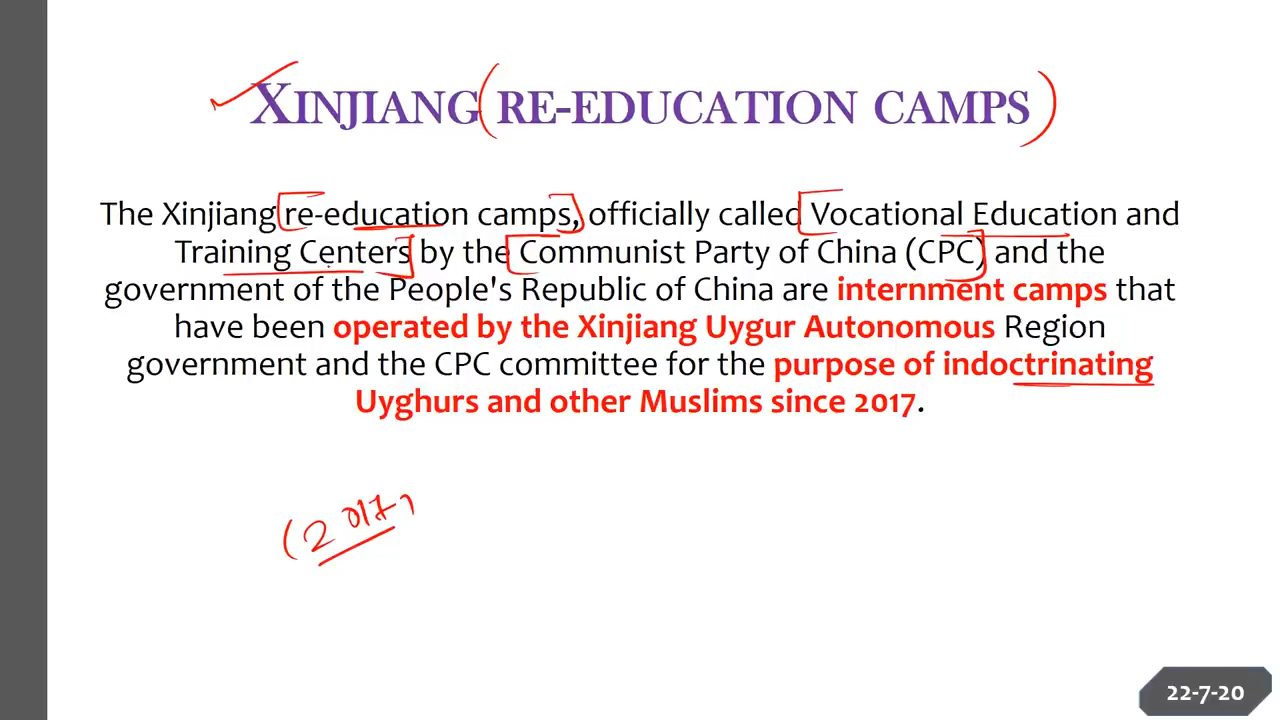 XINJIANG (RE-EDUCATION CAMPS)
The Xinjiang re-education camps, officially called Vocational Education and
Training Centers by the Communist Party of China (CPC) and the
government of the People's Republic of China are internment camps that
have been operated by the Xinjiang Uygur Autonomous Region
government and the CPC committee for the purpose of indoctrinating
Uyghurs and other Muslims since 2017.
(2017)
22-7-20